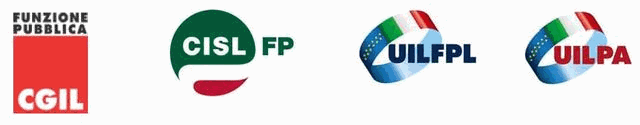 FUNZIONE
PUBBLICA
CGIL
CISL FP
UILFPL
UILPA